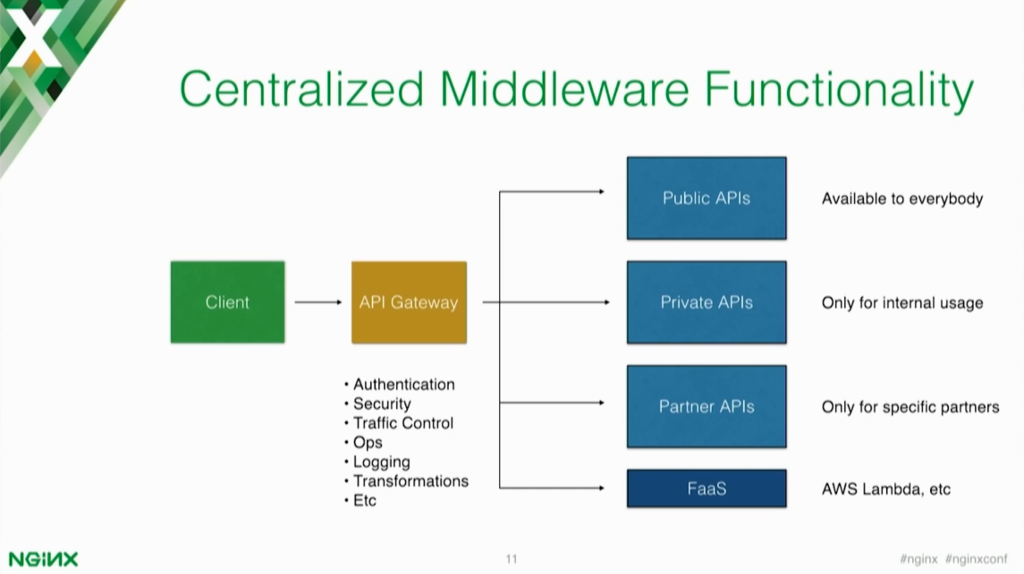 Centralized Middleware Functionality
Client
API Gateway
• Authentication
• Security
• Traffic Control
• Ops
• Logging
• Transformations
• Etc
Public APIs
Available to everybody
Private APIs
Only for internal usage
Partner APIs
Only for specific partners
FaaS
AWS Lambda, etc
NGINX
11
#nginx #nginxconf